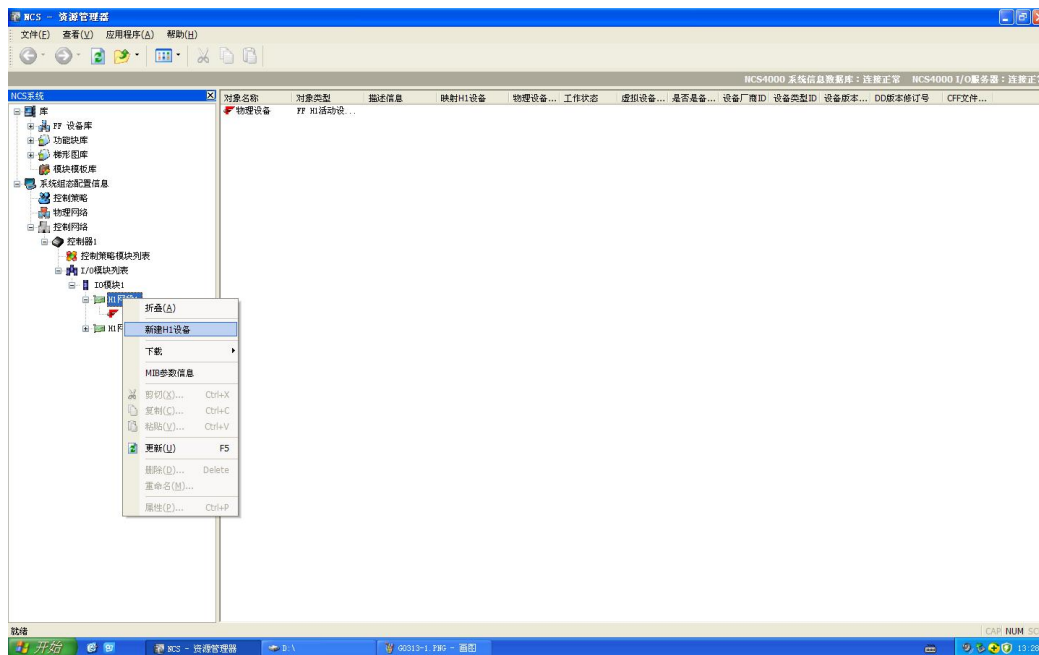 NCS - 资源管理器
文件(F) 查看(V) 应用程序(A) 帮助(H)
NCS4000 系统信息数据库：连接正常 NCS4000 I/O服务器：连接正
NCS系统
对象名称 对象类型 描述信息 映射H1设备 物理设备... 工作状态 虚拟设备... 是否是备... 设备厂商ID 设备类型ID 设备版本... DD版本修订号 CFF文件...
物理设备 FF H1活动设...
库
FF 设备库
功能块库
梯形图库
模块模板库
系统组态配置信息
控制策略
物理网络
控制网络
控制器1
控制策略模块列表
I/O模块列表
IO模块1
H1
H1
折叠(A)
新建H1设备
下载
MIB参数信息
剪切(X)... Ctrl+X
复制(C)... Ctrl+C
粘贴(V)... Ctrl+V
更新(U) F5
删除(D)... Delete
重命名(M)...
属性(P)... Ctrl+P
就绪
CAP NUM SC
开始
NCS - 资源管理器
D:\
G0313-1.PNG - 画图
13:28